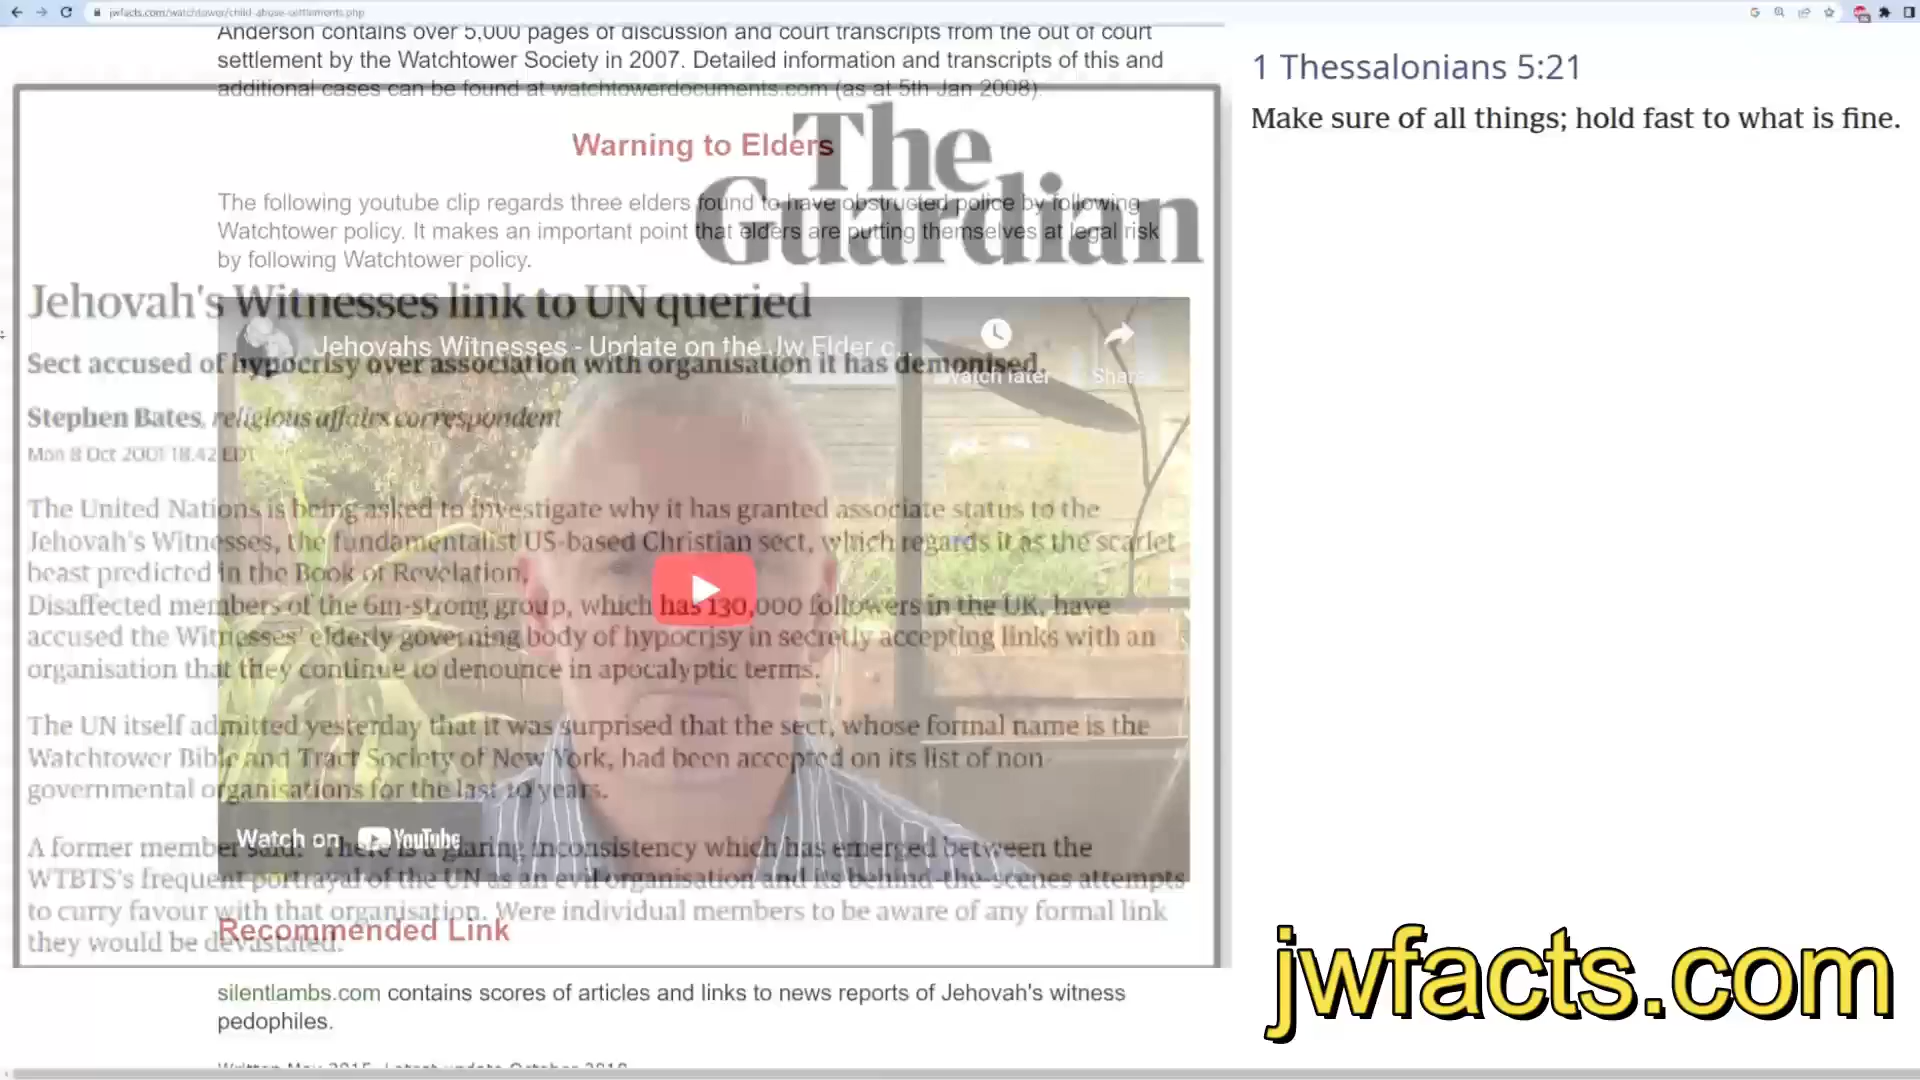 jwfacts.com/watchtower/child-abuse-settlements.php
Anderson contains over 5,000 pages of discussion and court transcripts from the out of court
settlement by the Watchtower Society in 2007. Detailed information and transcripts of this and
additional cases can be found at watchtowerdocuments.com (as at 5th Jan 2008).
Warning to Elders
The following youtube clip regards three elders found to have obstructed police by following
Watchtower policy. It makes an important point that elders are putting themselves at legal risk
by following Watchtower policy.
The
Guardian
Jehovah's Witnesses link to UN queried
Jehovahs Witnesses - Update on the Jw Elder c...
Watch later
Share
Sect accused of hypocrisy over association with organisation it has demonised.
Stephen Bates, religious affairs correspondent
Mon 8 Oct 2001 18.42 EDT
The United Nations is being asked to investigate why it has granted associate status to the
Jehovah's Witnesses, the fundamentalist US-based Christian sect, which regards it as the scarlet
beast predicted in the Book of Revelation.
Disaffected members of the 6m-strong group, which has 130,000 followers in the UK, have
accused the Witnesses' elderly governing body of hypocrisy in secretly accepting links with an
organisation that they continue to denounce in apocalyptic terms.
The UN itself admitted yesterday that it was surprised that the sect, whose formal name is the
Watchtower Bible and Tract Society of New York, had been accepted on its list of non-
governmental organisations for the last 10 years.
Watch on YouTube
A former member said: "There is a glaring inconsistency which has emerged between the
WTBTS's frequent portrayal of the UN as an evil organisation and its behind-the-scenes attempts
to curry favour with that organisation. Were individual members to be aware of any formal link
they would be devastated.
Recommended Link
silentlambs.com contains scores of articles and links to news reports of Jehovah's witness
pedophiles.
1 Thessalonians 5:21
Make sure of all things; hold fast to what is fine.
jwfacts.com